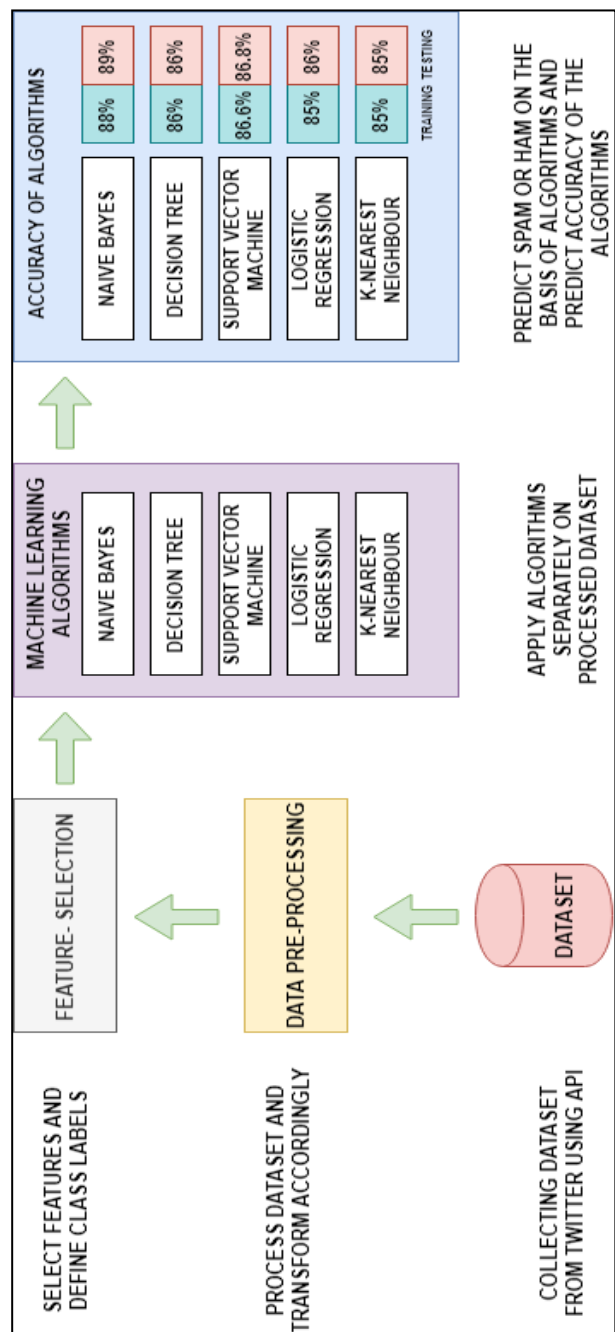 SELECT FEATURES AND
DEFINE CLASS LABELS
FEATURE- SELECTION
PROCESS DATASET AND
TRANSFORM ACCORDINGLY
DATA PRE-PROCESSING
COLLECTING DATASET
FROM TWITTER USING API
DATASET
MACHINE LEARNING
ALGORITHMS
NAIVE BAYES
DECISION TREE
SUPPORT VECTOR
MACHINE
LOGISTIC
REGRESSION
K-NEAREST
NEIGHBOUR
APPLY ALGORITHMS
SEPARATELY ON
PROCESSED DATASET
ACCURACY OF ALGORITHMS
NAIVE BAYES 88% 89%
DECISION TREE 86% 86%
SUPPORT VECTOR
MACHINE 86.6% 86.8%
LOGISTIC
REGRESSION 85% 86%
K-NEAREST
NEIGHBOUR 85% 85%
TRAINING TESTING
PREDICT SPAM OR HAM ON THE
BASIS OF ALGORITHMS AND
PREDICT ACCURACY OF THE
ALGORITHMS